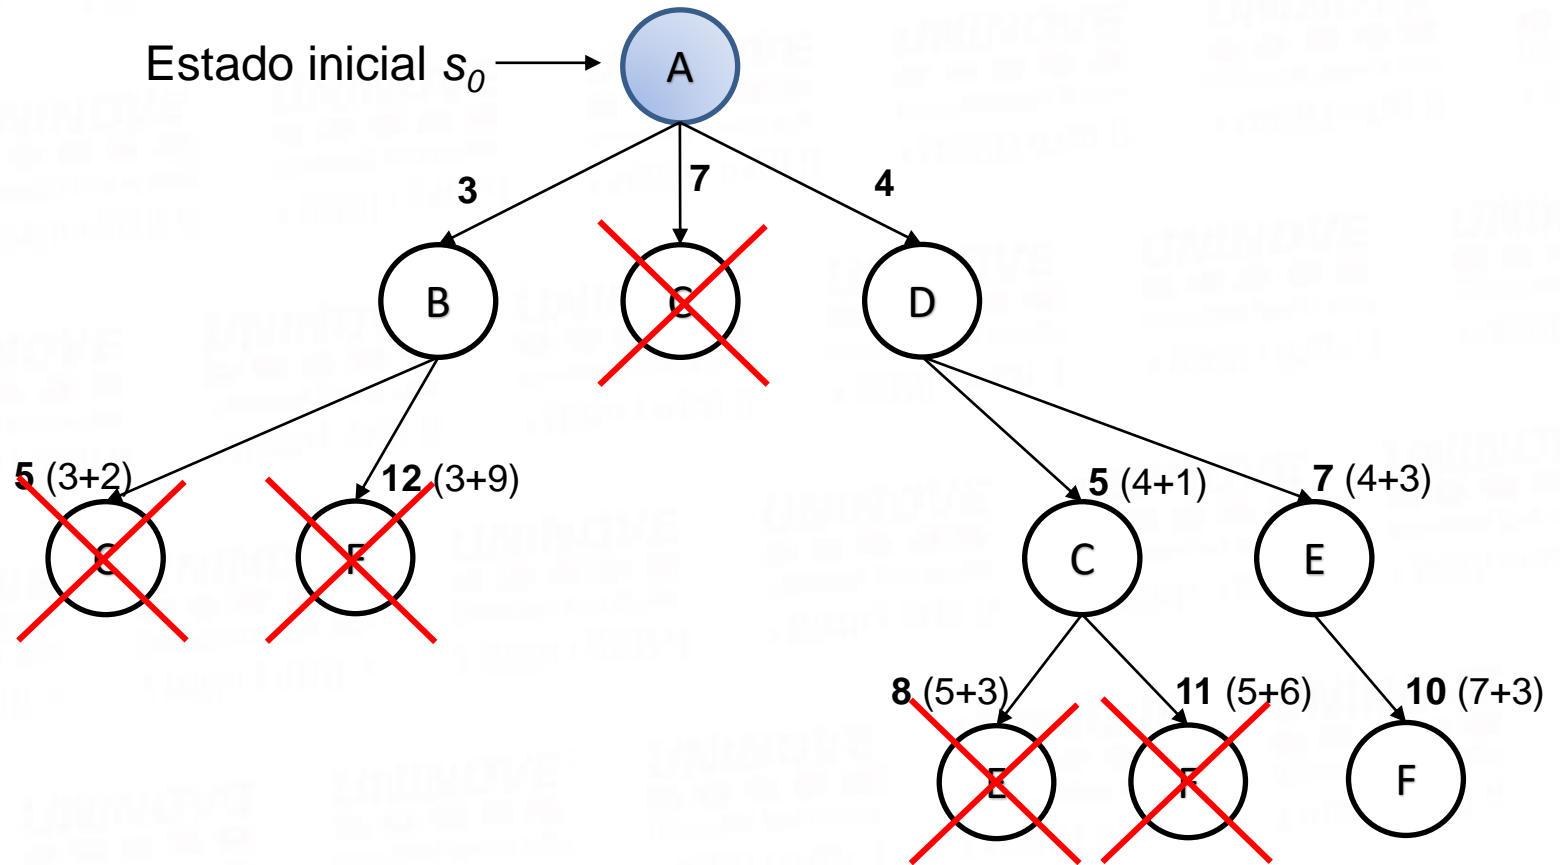 Estado inicial s0
A
3
7
4
B
C
D
5 (3+2)
12 (3+9)
5 (4+1)
7 (4+3)
C
F
C
E
8 (5+3)
11 (5+6)
10 (7+3)
E
F
F